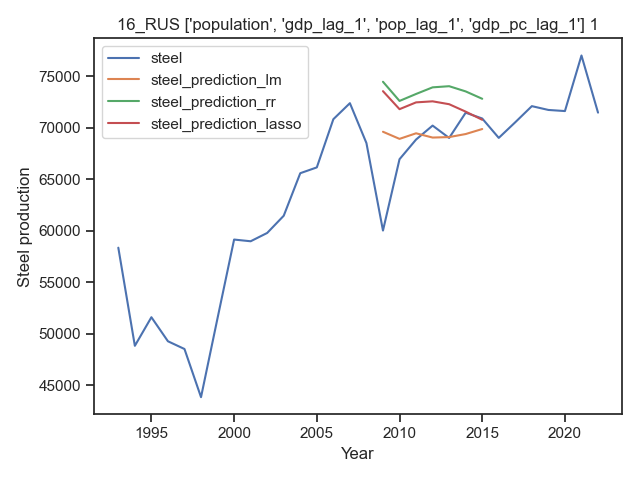 16_RUS ['population', 'gdp_lag_1', 'pop_lag_1', 'gdp_pc_lag_1'] 1
steel
steel_prediction_lm
steel_prediction_rr
steel_prediction_lasso
75000
70000
65000
60000
55000
50000
45000
Steel production
1995 2000 2005 2010 2015 2020
Year